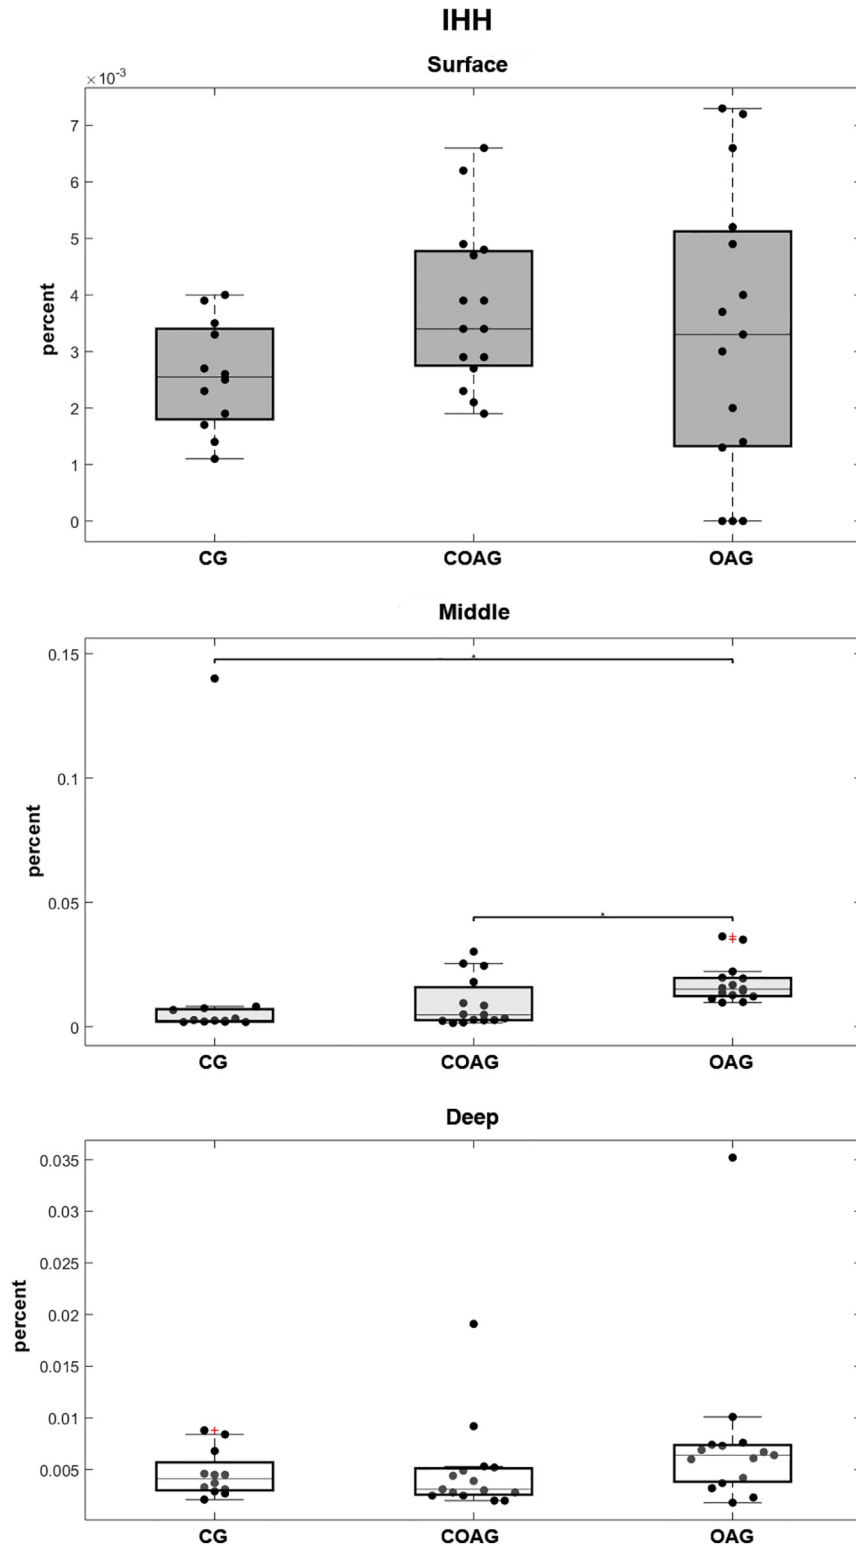 IHH
Surface
×10-3
7
6
5
4
3
2
1
0
percent
CG COAG OAG
Middle
*
0.15
0.1
*
0.05
0
percent
CG COAG OAG
Deep
0.035
0.03
0.025
0.02
0.015
0.01
0.005
percent
CG COAG OAG